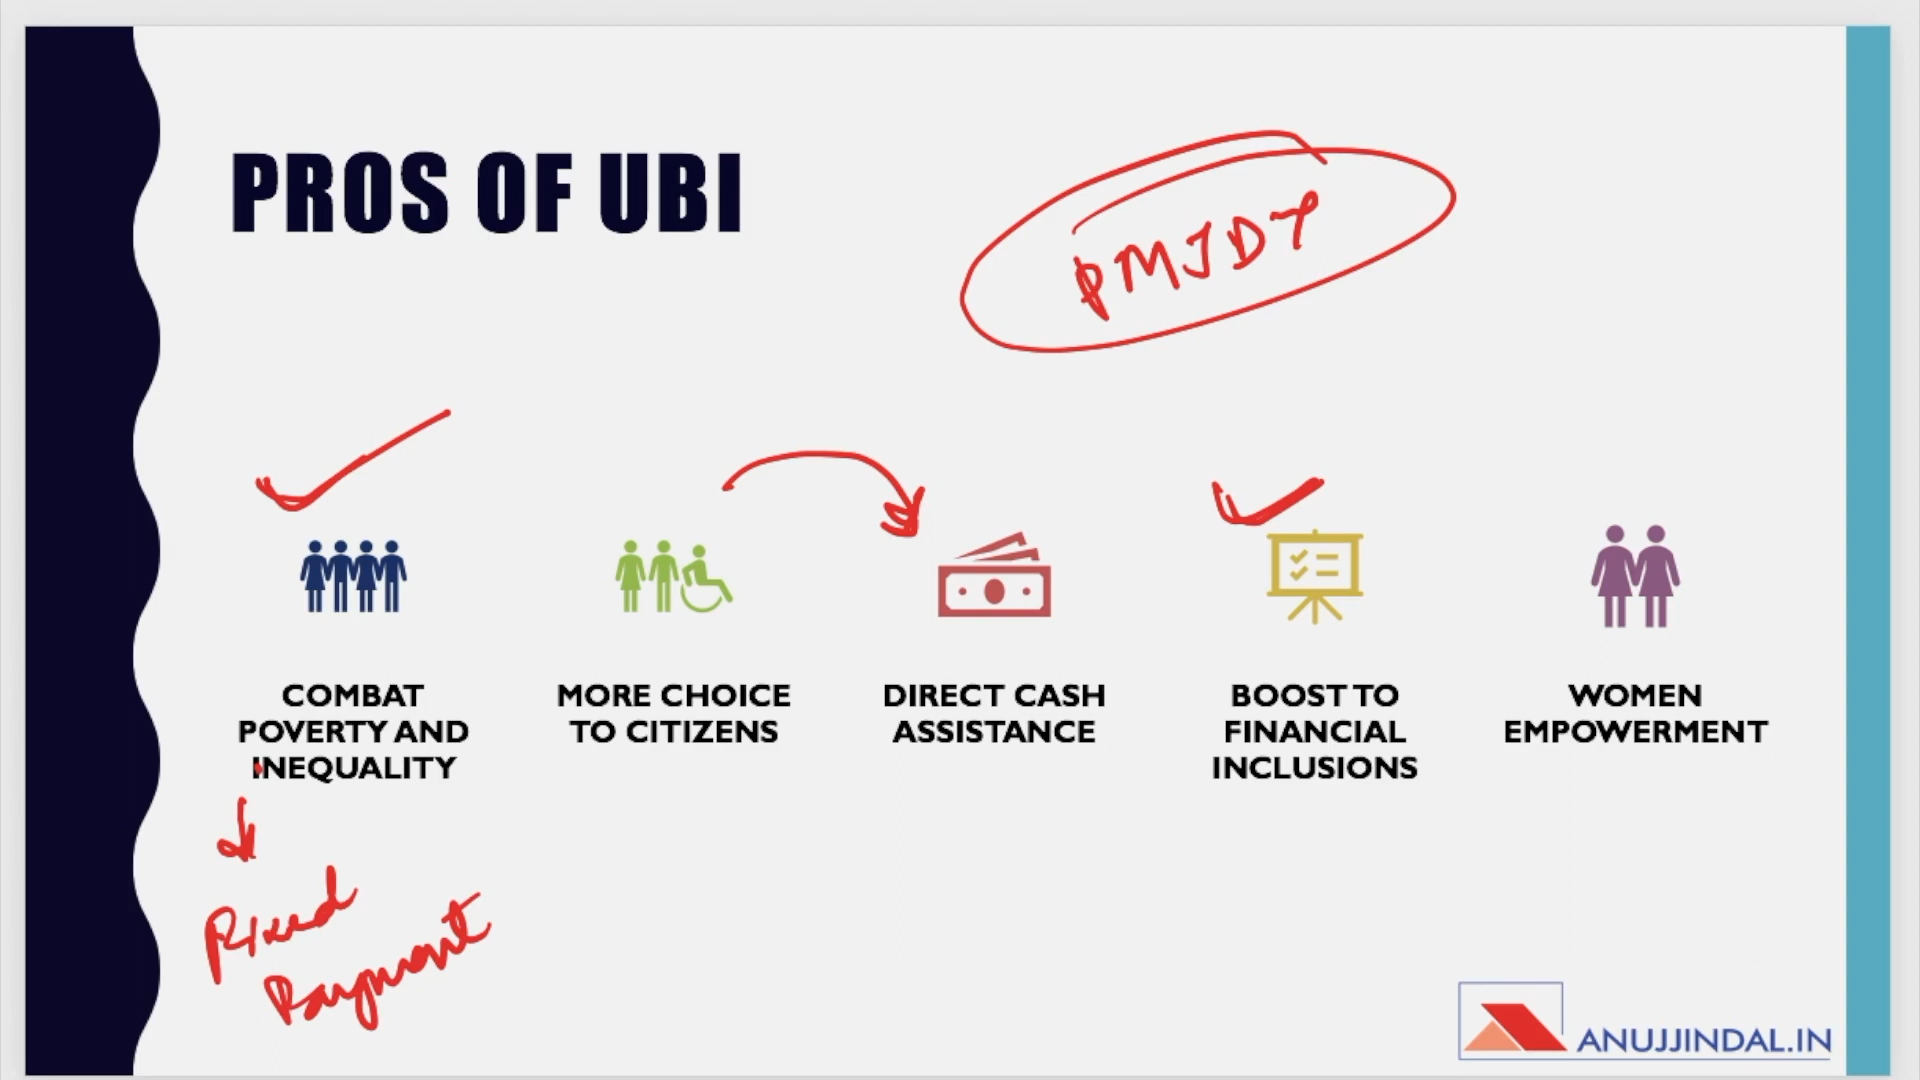 PROS OF UBI
PMJDY
COMBAT
POVERTY AND
INEQUALITY
MORE CHOICE
TO CITIZENS
DIRECT CASH
ASSISTANCE
BOOST TO
FINANCIAL
INCLUSIONS
WOMEN
EMPOWERMENT
Fixed
Payment
ANUJJINDAL.IN